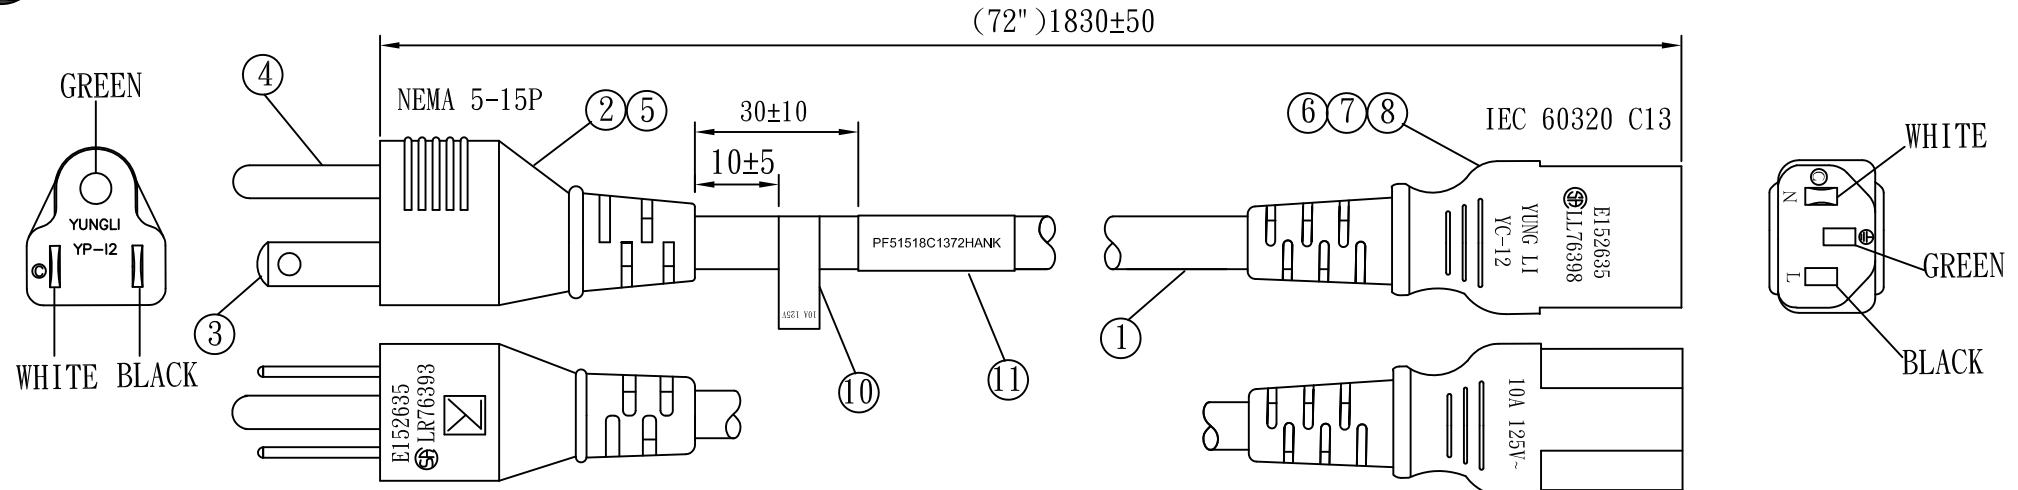 (72")1830±50
GREEN
4
NEMA 5-15P
2 5
30±10
10±5
6 7 8
IEC 60320 C13
WHITE
YUNGLI
YP-12
C
WHITE BLACK
3
10A 125V
PF51518C1372HANK
10
11
1
YUNG LI
YC-12
E152635
LL76398
N
L
GREEN
BLACK
E152635
LR76393
10A 125V~